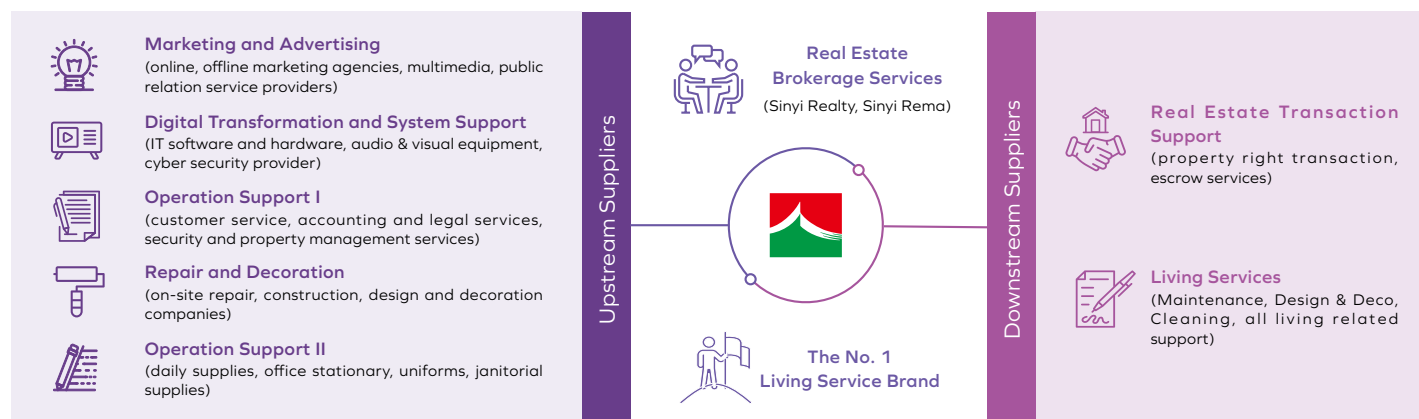 Marketing and Advertising
(online, offline marketing agencies, multimedia, public
relation service providers)
Digital Transformation and System Support
(IT software and hardware, audio & visual equipment,
cyber security provider)
Operation Support I
(customer service, accounting and legal services,
security and property management services)
Repair and Decoration
(on-site repair, construction, design and decoration
companies)
Operation Support II
(daily supplies, office stationary, uniforms, janitorial
supplies)
Upstream Suppliers
Real Estate
Brokerage Services
(Sinyi Realty, Sinyi Rema)
The No. 1
Living Service Brand
Downstream Suppliers
Real Estate Transaction
Support
(property right transaction,
escrow services)
Living Services
(Maintenance, Design & Deco,
Cleaning, all living related
support)